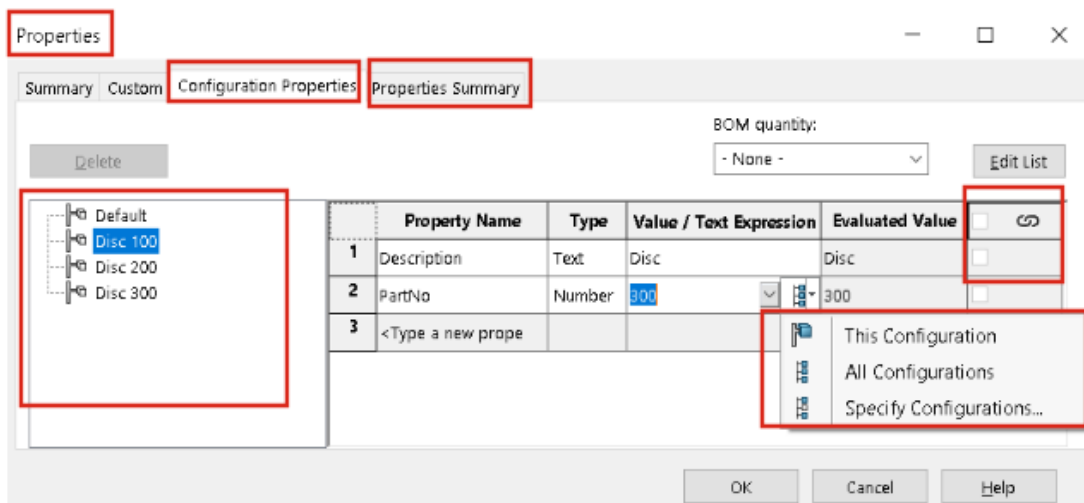 Properties
Summary Custom Configuration Properties Properties Summary
BOM quantity:
Delete
- None -
Edit List
Default
Disc 100
Disc 200
Disc 300
Property Name Type Value / Text Expression Evaluated Value
1 Description Text Disc Disc
2 PartNo Number 300 300
3 <Type a new prope
This Configuration
All Configurations
Specify Configurations...
OK Cancel Help